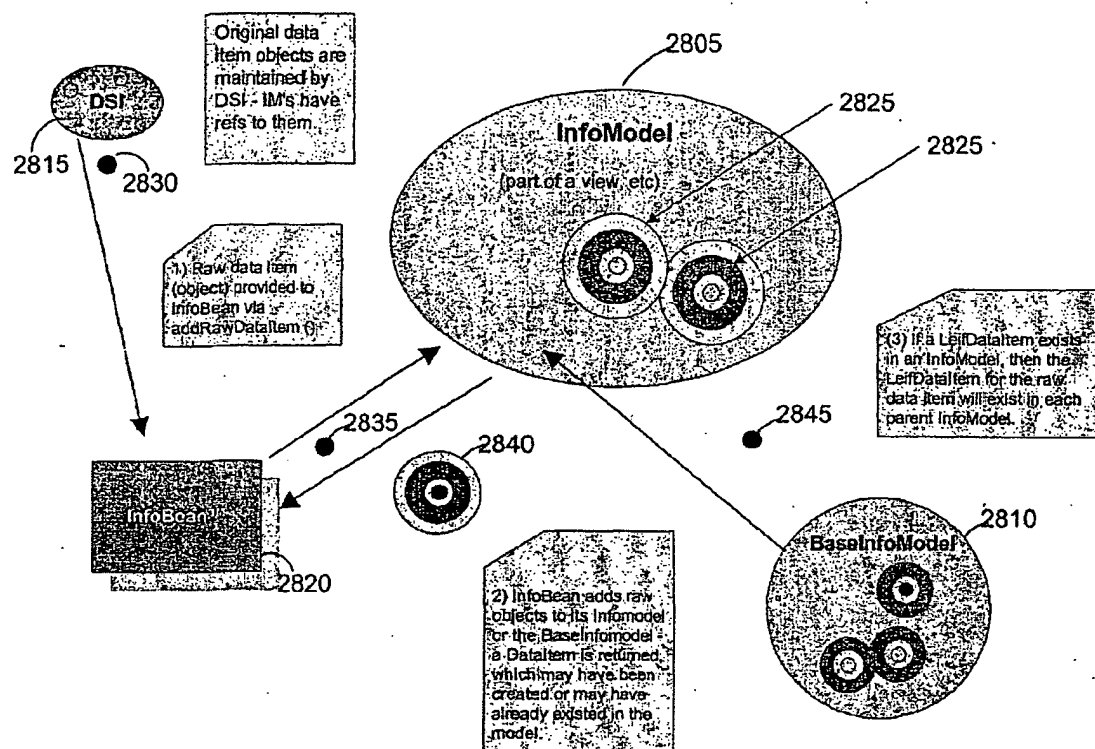 Original data
item objects are
maintained by
DSI - IM's have
refs to them.
DSI
2815
2830
2805
InfoModel
(part of a view, etc)
2825
2825
1) Raw data item
(object) provided to
InfoBean via
addRawDataItem ()
(3) If a LeifDataItem exists
in an InfoModel, then the
LeifDataItem for the raw
data item will exist in each
parent InfoModel.
2835
2840
2845
InfoBean
2820
2810
BaseInfoModel
2) InfoBean adds raw
objects to its Infomodel
or the BaseInfomodel -
a DataItem is returned
which may have been
created or may have
already existed in the
model.